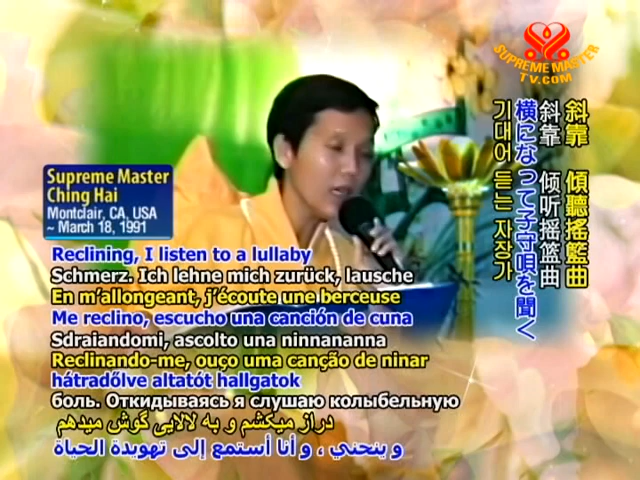 SUPREME MASTER
TV.COM
Supreme Master
Ching Hai
Montclair, CA, USA
~ March 18, 1991
Reclining, I listen to a lullaby
Schmerz. Ich lehne mich zurück, lausche
En m'allongeant, j'écoute une berceuse
Me reclino, escucho una canción de cuna
Sdraiandomi, ascolto una ninnananna
Reclinando-me, ouço uma canção de ninar
hátradőlve altatót hallgatok
боль. Откидываясь я слушаю колыбельную
دراز میکشم و به لالایی گوش میدهم
و ينحني ، و أنا أستمع إلى تهويدة الحياة
斜靠 傾聽搖籃曲
斜靠 倾听摇篮曲
横になって子守唄を聞く
기대어 듣는 자장가